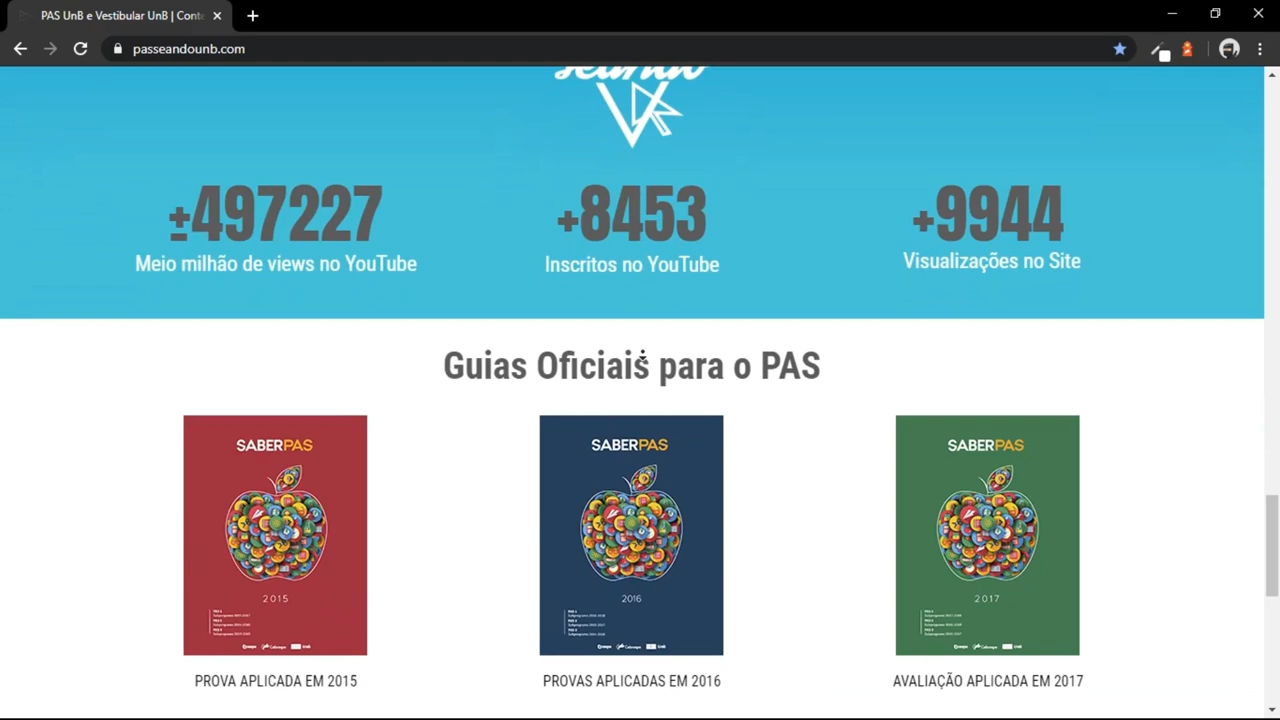 PAS UnB e Vestibular UnB | Conte
passeandounb.com
±497227
Meio milhão de views no YouTube
+8453
Inscritos no YouTube
+9944
Visualizações no Site
Guias Oficiais para o PAS
SABERPAS
2015
SABERPAS
2016
SABERPAS
2017
PROVA APLICADA EM 2015
PROVAS APLICADAS EM 2016
AVALIAÇÃO APLICADA EM 2017